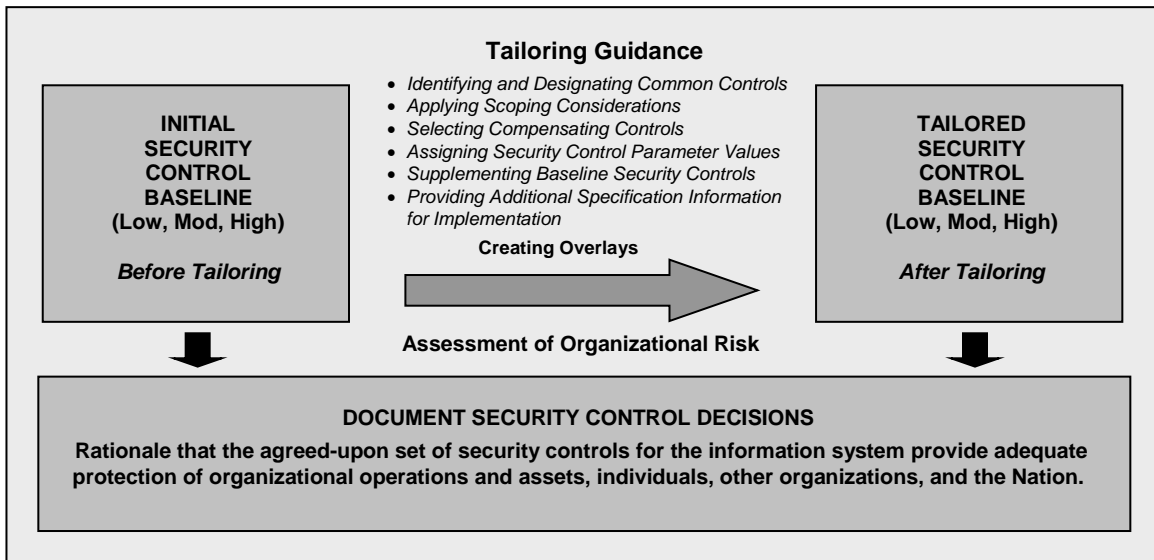 Tailoring Guidance
• Identifying and Designating Common Controls
• Applying Scoping Considerations
• Selecting Compensating Controls
• Assigning Security Control Parameter Values
• Supplementing Baseline Security Controls
• Providing Additional Specification Information
for Implementation
INITIAL
SECURITY
CONTROL
BASELINE
(Low, Mod, High)
Before Tailoring
Creating Overlays
Assessment of Organizational Risk
TAILORED
SECURITY
CONTROL
BASELINE
(Low, Mod, High)
After Tailoring
DOCUMENT SECURITY CONTROL DECISIONS
Rationale that the agreed-upon set of security controls for the information system provide adequate
protection of organizational operations and assets, individuals, other organizations, and the Nation.